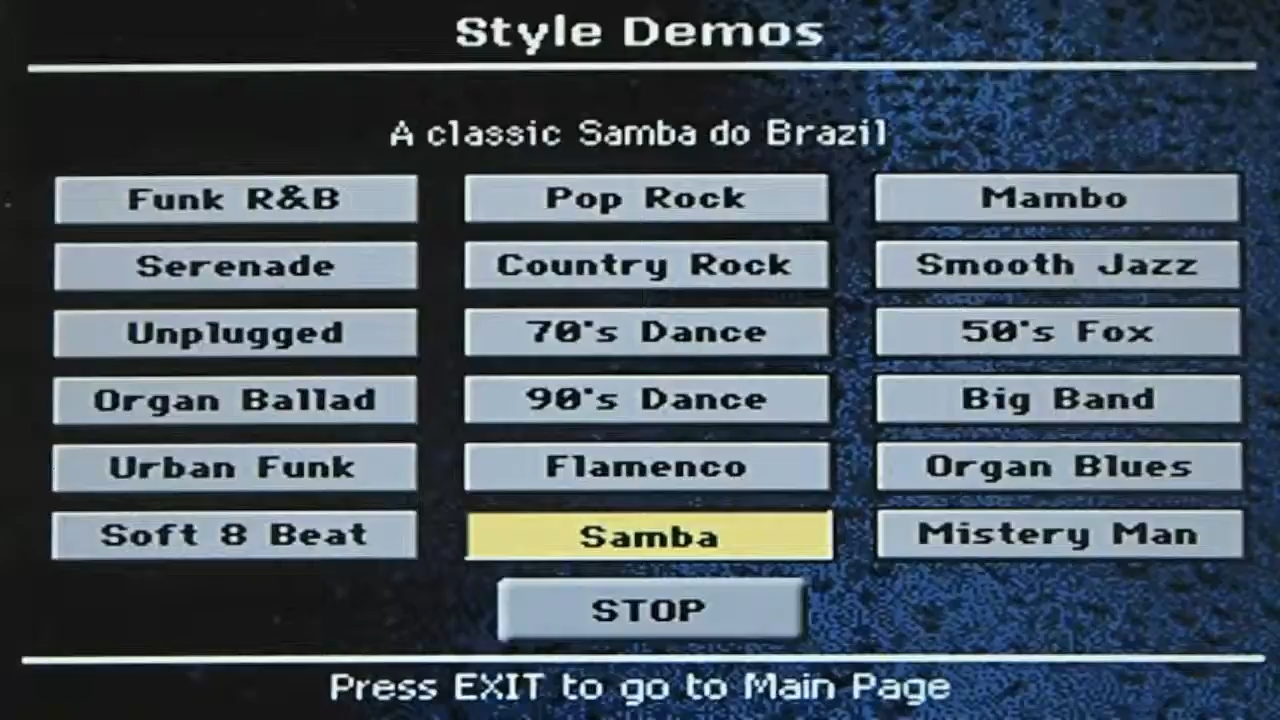 Style Demos
A classic Samba do Brazil
Funk R&B
Pop Rock
Mambo
Serenade
Country Rock
Smooth Jazz
Unplugged
70's Dance
50's Fox
Organ Ballad
90's Dance
Big Band
Urban Funk
Flamenco
Organ Blues
Soft 8 Beat
Samba
Mistery Man
STOP
Press EXIT to go to Main Page